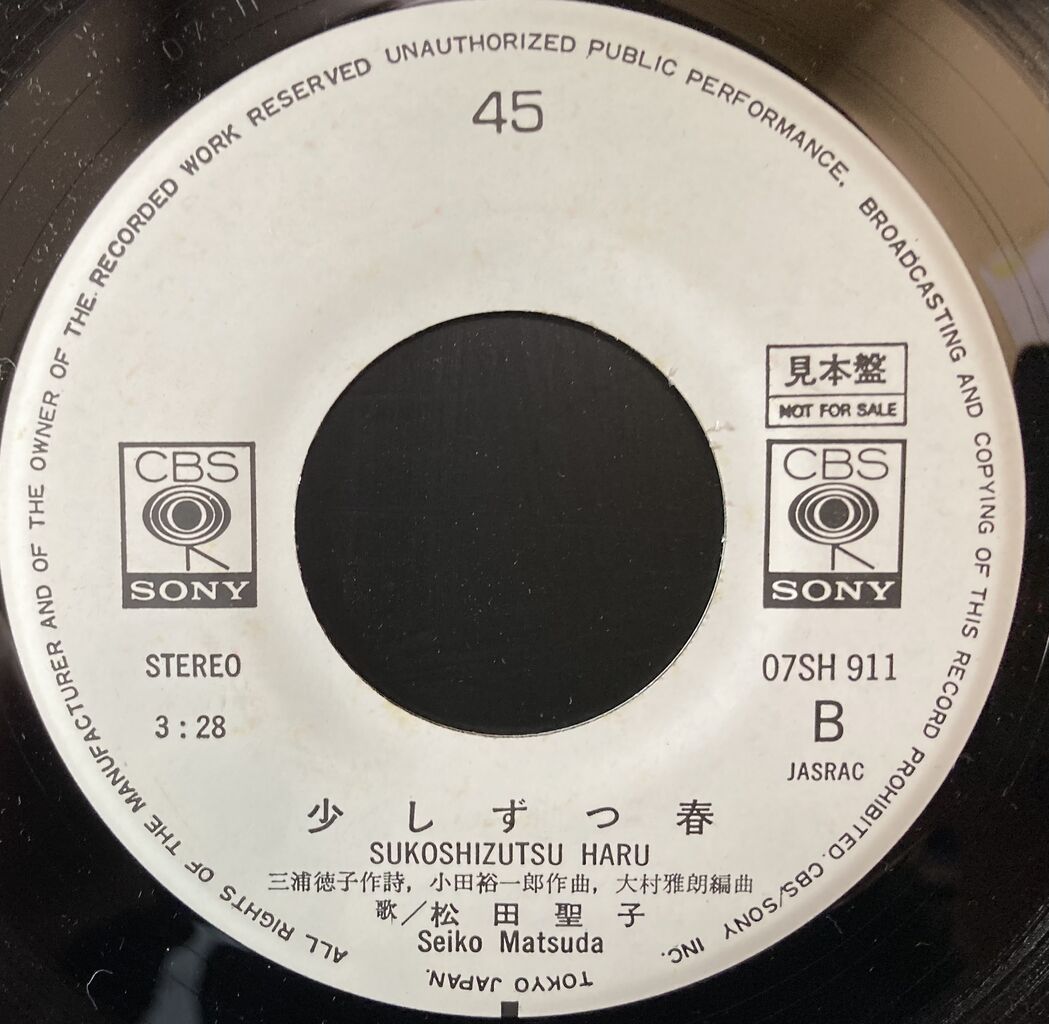 ALL RIGHTS OF THE MANUFACTURER AND OF THE OWNER OF THE RECORDED WORK RESERVED UNAUTHORIZED PUBLIC PERFORMANCE. BROADCASTING AND COPYING OF THIS RECORD PROHIBITED. CBS/SONY INC. TOKYO JAPAN.
45
見本盤
NOT FOR SALE
CBS
SONY
CBS
SONY
STEREO
3:28
07SH 911
B
JASRAC
少しずつ春
SUKOSHIZUTSU HARU
三浦徳子作詩, 小田裕一郎作曲, 大村雅朗編曲
歌/松田聖子
Seiko Matsuda